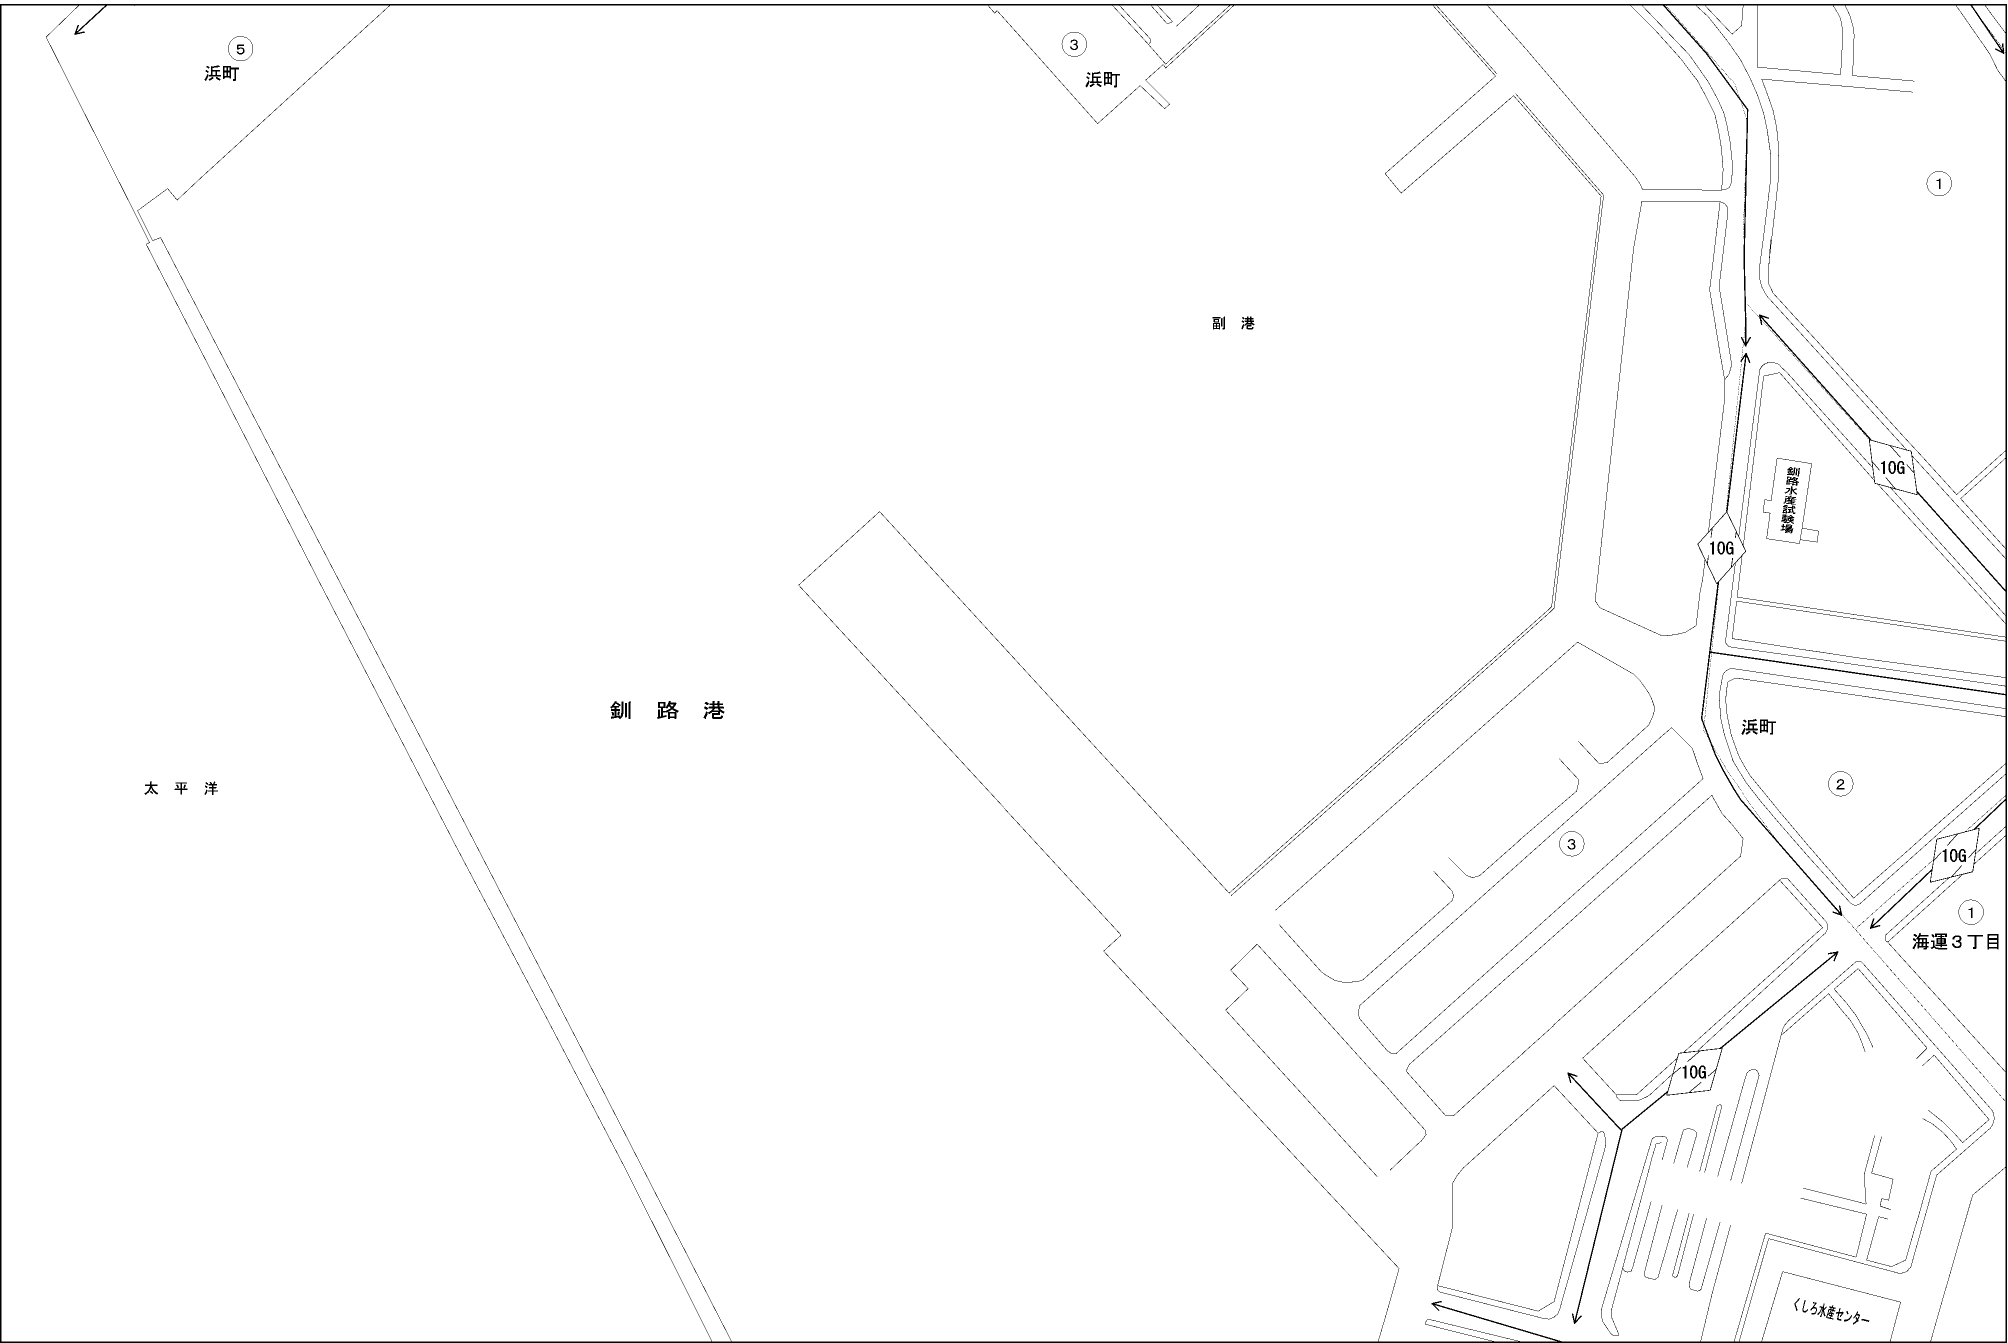 ⑤
浜町
③
浜町
①
副 港
10G
釧路水産試験場
10G
釧 路 港
浜町
太 平 洋
②
③
10G
①
海運3丁目
10G
くしろ水産センター